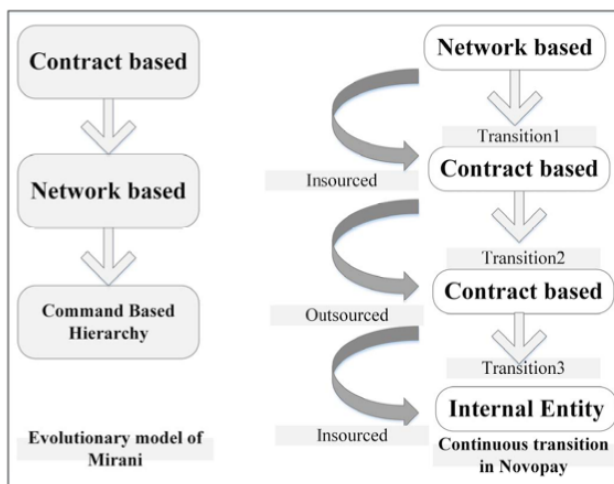 Contract based
Network based
Command Based
Hierarchy
Evolutionary model of
Mirani
Network based
Transition1
Insourced
Contract based
Transition2
Outsourced
Contract based
Transition3
Insourced
Internal Entity
Continuous transition
in Novopay